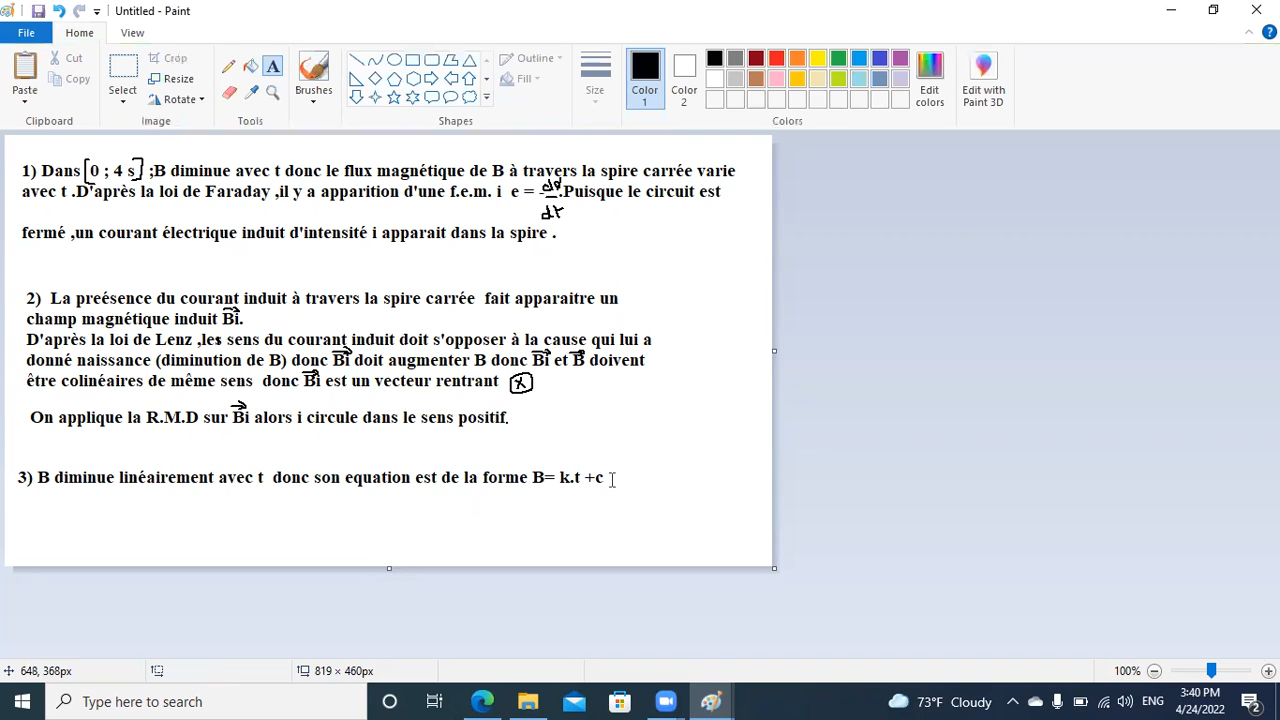 Untitled - Paint
File Home View
Paste
Cut
Copy
Clipboard
Select
Crop
Resize
Rotate
Image
A
Tools
Brushes
Shapes
Outline
Fill
Size
Color 1
Color 2
Colors
Edit colors
Edit with Paint 3D
1) Dans [0 ; 4 s] ;B diminue avec t donc le flux magnétique de B à travers la spire carrée varie
avec t .D'après la loi de Faraday ,il y a apparition d'une f.e.m. i e = - .Puisque le circuit est
dt
fermé ,un courant électrique induit d'intensité i apparait dans la spire .
2) La preésence du courant induit à travers la spire carrée fait apparaitre un
champ magnétique induit Bi.
D'après la loi de Lenz ,les sens du courant induit doit s'opposer à la cause qui lui a
donné naissance (diminution de B) donc Bi doit augmenter B donc Bi et B doivent
être colinéaires de même sens donc Bi est un vecteur rentrant x
On applique la R.M.D sur Bi alors i circule dans le sens positif.
3) B diminue linéairement avec t donc son equation est de la forme B= k.t +c
648, 368px
819 × 460px
100%
Type here to search
73°F Cloudy
ENG
3:40 PM
4/24/2022
2